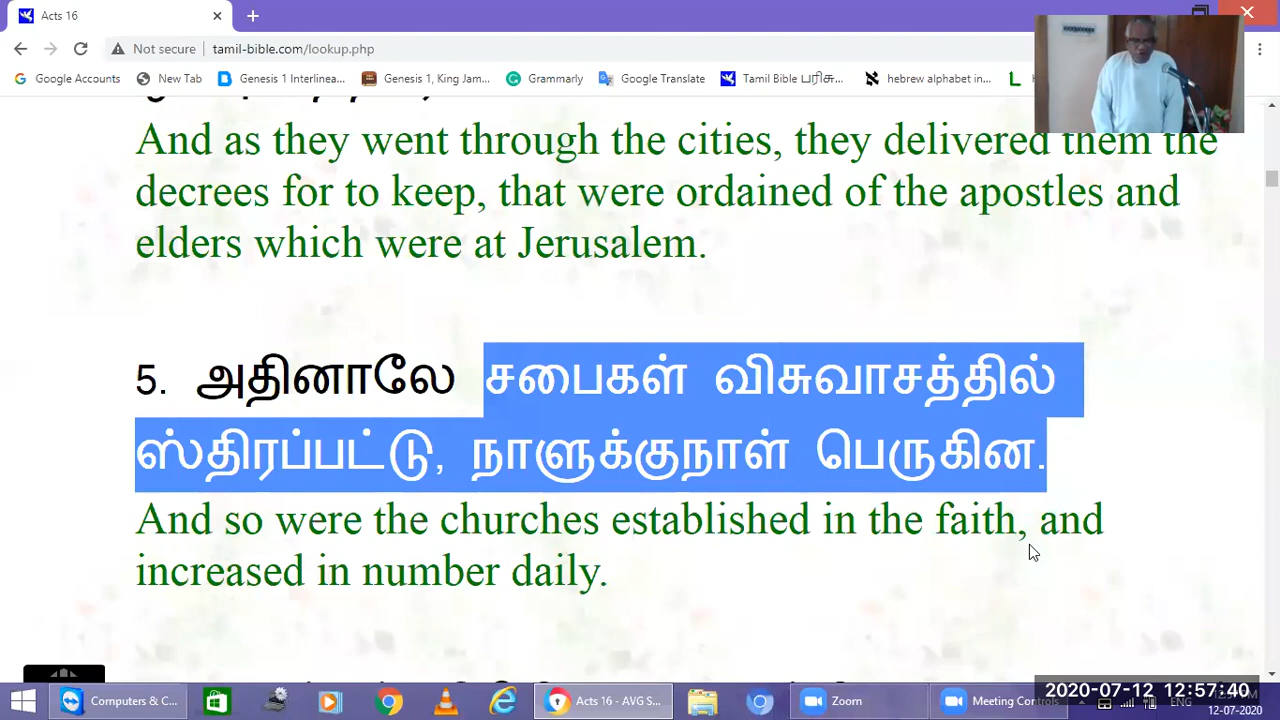 Acts 16
Not secure tamil-bible.com/lookup.php
Google Accounts New Tab Genesis 1 Interlinea... Genesis 1, King Jam... Grammarly Google Translate Tamil Bible பரிசு... hebrew alphabet in...
And as they went through the cities, they delivered them the
decrees for to keep, that were ordained of the apostles and
elders which were at Jerusalem.
5. அதினாலே சபைகள் விசுவாசத்தில்
ஸ்திரப்பட்டு, நாளுக்குநாள் பெருகின.
And so were the churches established in the faith, and
increased in number daily.
Computers & C... Acts 16 - AVG S... Zoom Meeting Controls ENG
2020-07-12 12:57:40
12-07-2020